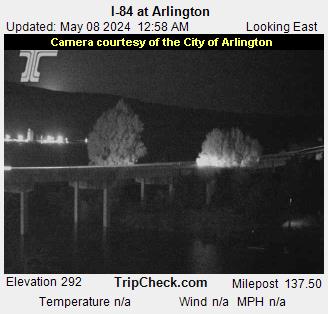 I-84 at Arlington
Updated: May 08 2024 12:58 AM Looking East
Camera courtesy of the City of Arlington
Elevation 292 TripCheck.com Milepost 137.50
Temperature n/a Wind n/a MPH n/a